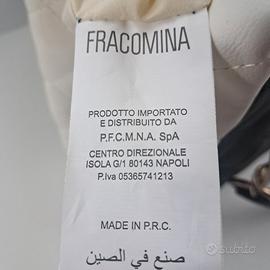 FRACOMINA
PRODOTTO IMPORTATO
E DISTRIBUITO DA
P.F.C.M.N.A. SpA
CENTRO DIREZIONALE
ISOLA G/1 80143 NAPOLI
P.Iva 05365741213
MADE IN P.R.C.
صنع في الصين
subito